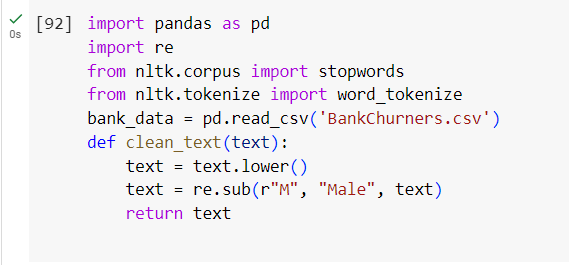 [92] import pandas as pd
0s import re
from nltk.corpus import stopwords
from nltk.tokenize import word_tokenize
bank_data = pd.read_csv('BankChurners.csv')
def clean_text(text):
    text = text.lower()
    text = re.sub(r"M", "Male", text)
    return text